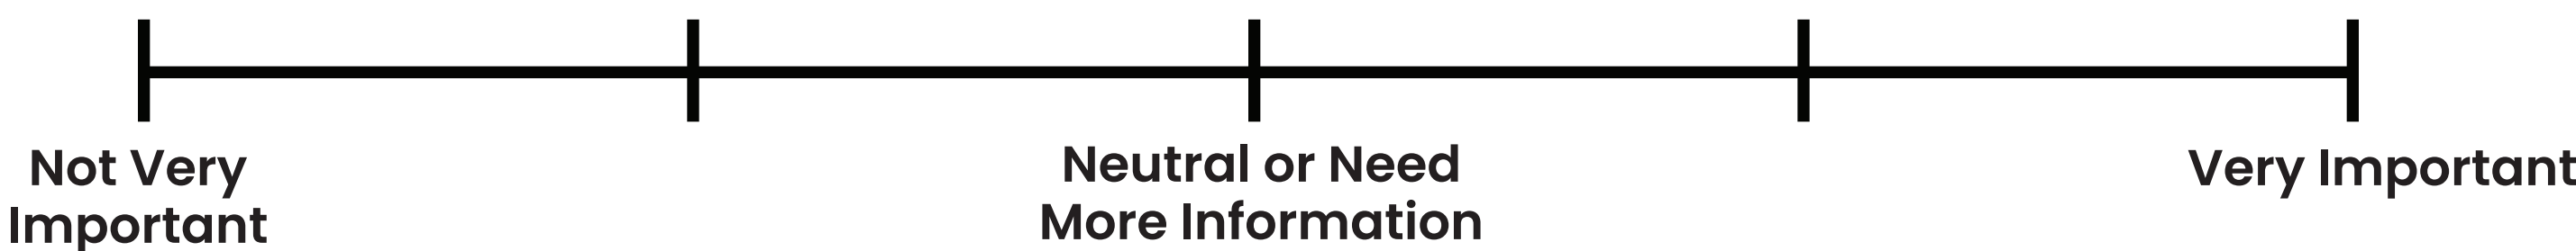 Not Very
Important
Neutral or Need
More Information
Very Important